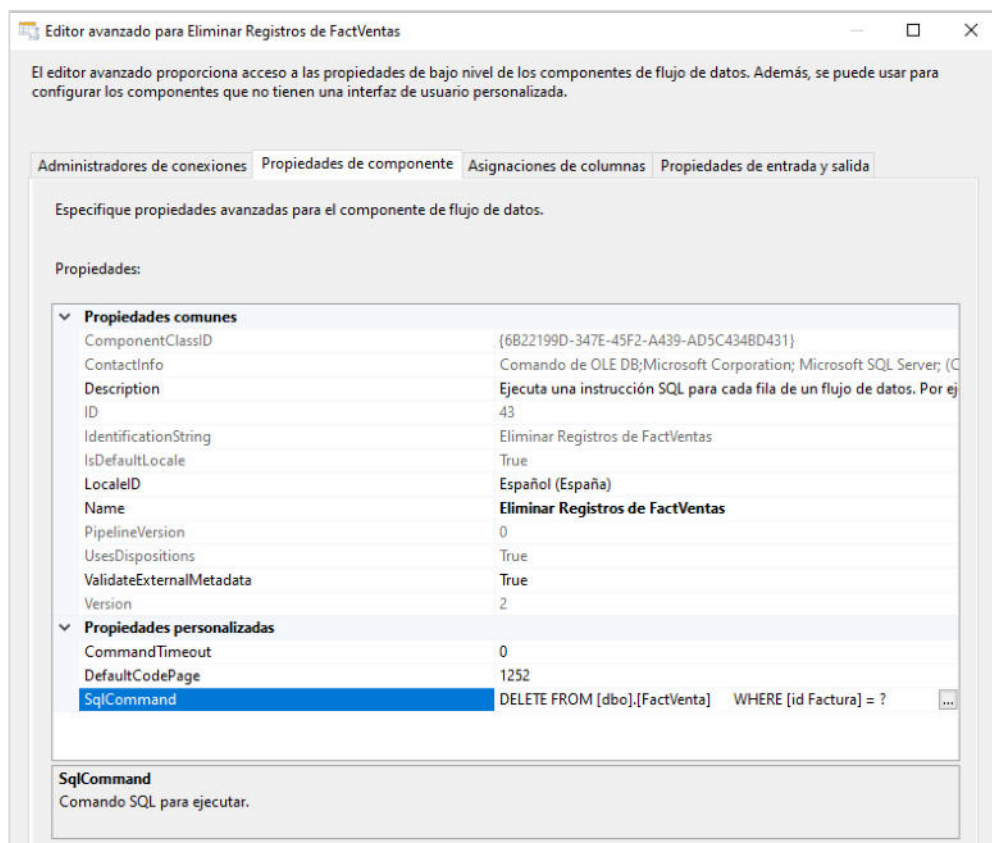 Editor avanzado para Eliminar Registros de FactVentas
El editor avanzado proporciona acceso a las propiedades de bajo nivel de los componentes de flujo de datos. Además, se puede usar para
configurar los componentes que no tienen una interfaz de usuario personalizada.
Administradores de conexiones Propiedades de componente Asignaciones de columnas Propiedades de entrada y salida
Especifique propiedades avanzadas para el componente de flujo de datos.
Propiedades:
Propiedades comunes
ComponentClassID {6B22199D-347E-45F2-A439-AD5C434BD431}
ContactInfo Comando de OLE DB;Microsoft Corporation; Microsoft SQL Server; (C
Description Ejecuta una instrucción SQL para cada fila de un flujo de datos. Por ej
ID 43
IdentificationString Eliminar Registros de FactVentas
IsDefaultLocale True
LocaleID Español (España)
Name Eliminar Registros de FactVentas
PipelineVersion 0
UsesDispositions True
ValidateExternalMetadata True
Version 2
Propiedades personalizadas
CommandTimeout 0
DefaultCodePage 1252
SqlCommand DELETE FROM [dbo].[FactVenta] WHERE [id Factura] = ? ...
SqlCommand
Comando SQL para ejecutar.